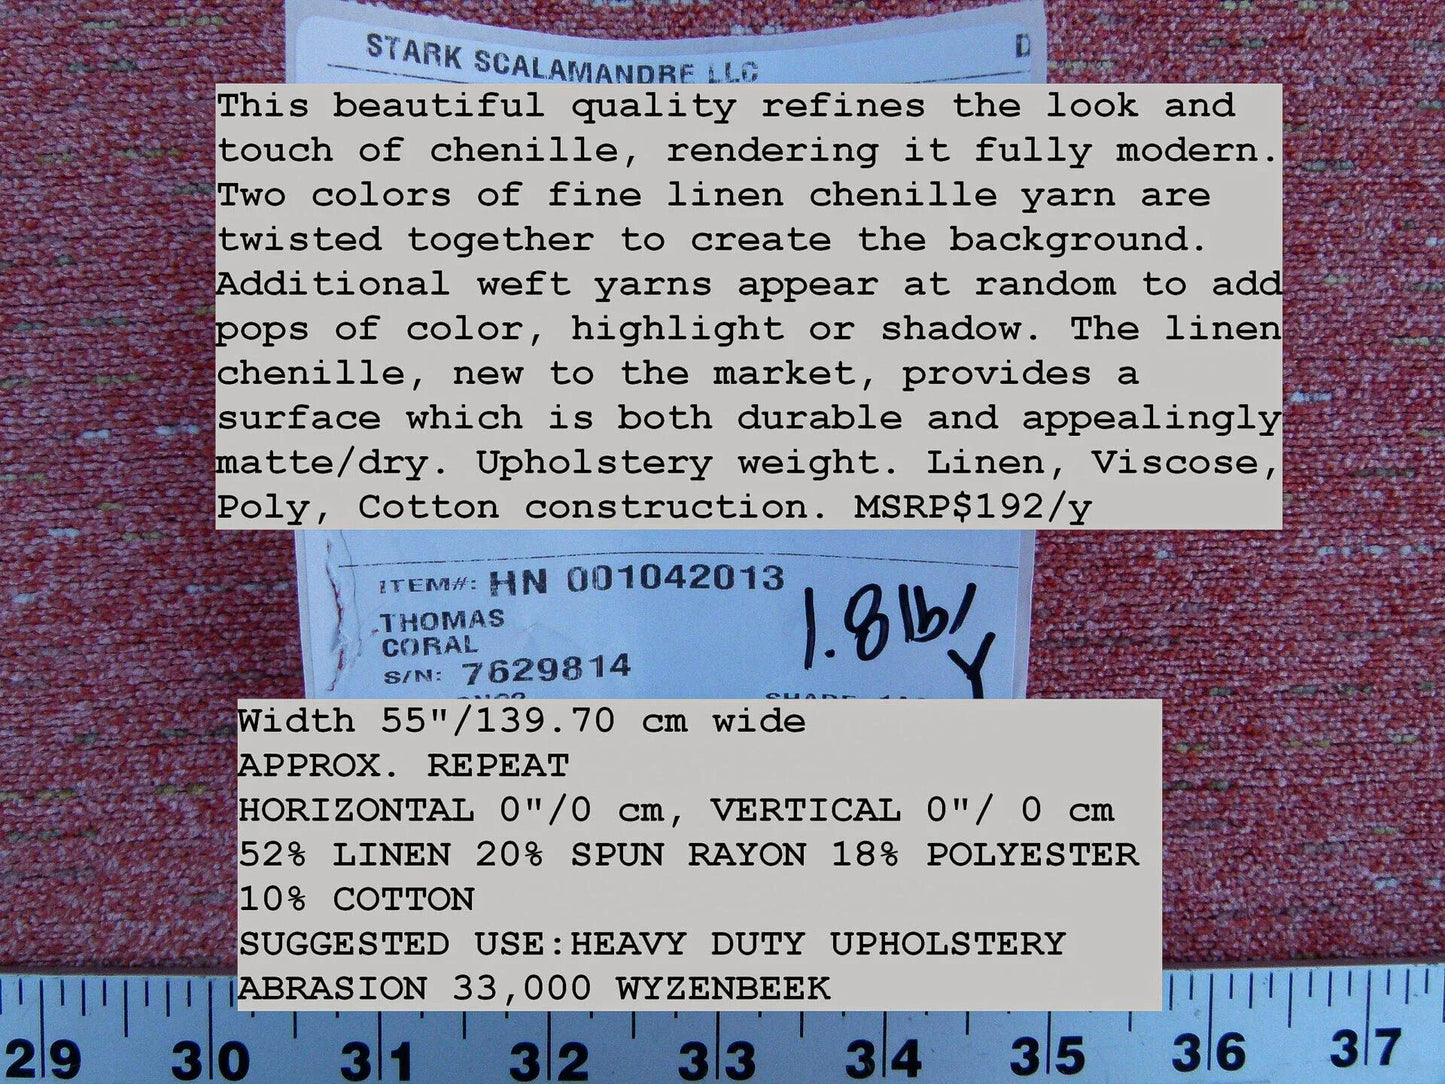 STARK SCALAMANDRE LLC
D
This beautiful quality refines the look and
touch of chenille, rendering it fully modern.
Two colors of fine linen chenille yarn are
twisted together to create the background.
Additional weft yarns appear at random to add
pops of color, highlight or shadow. The linen
chenille, new to the market, provides a
surface which is both durable and appealingly
matte/dry. Upholstery weight. Linen, Viscose,
Poly, Cotton construction. MSRP$192/y
ITEM#: HN 001042013
THOMAS
CORAL
S/N: 7629814
1.8lb/
Y
Width 55"/139.70 cm wide
APPROX. REPEAT
HORIZONTAL 0"/0 cm, VERTICAL 0"/ 0 cm
52% LINEN 20% SPUN RAYON 18% POLYESTER
10% COTTON
SUGGESTED USE:HEAVY DUTY UPHOLSTERY
ABRASION 33,000 WYZENBEEK
29 30 31 32 33 34 35 36 37